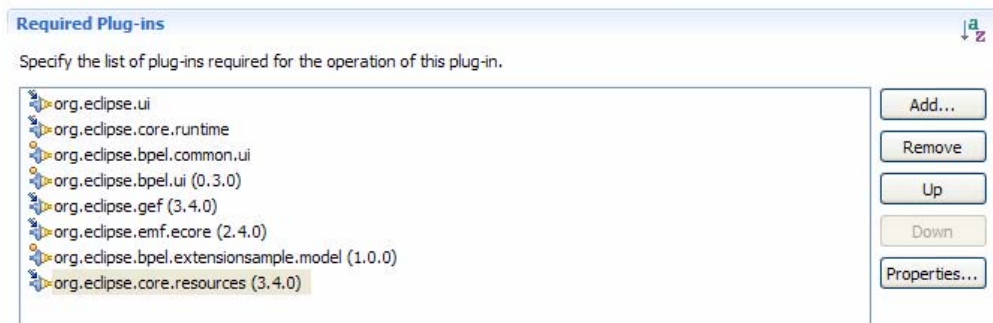 Required Plug-ins
a
z
Specify the list of plug-ins required for the operation of this plug-in.
org.eclipse.ui
org.eclipse.core.runtime
org.eclipse.bpel.common.ui
org.eclipse.bpel.ui (0.3.0)
org.eclipse.gef (3.4.0)
org.eclipse.emf.ecore (2.4.0)
org.eclipse.bpel.extensionsample.model (1.0.0)
org.eclipse.core.resources (3.4.0)
Add...
Remove
Up
Down
Properties...